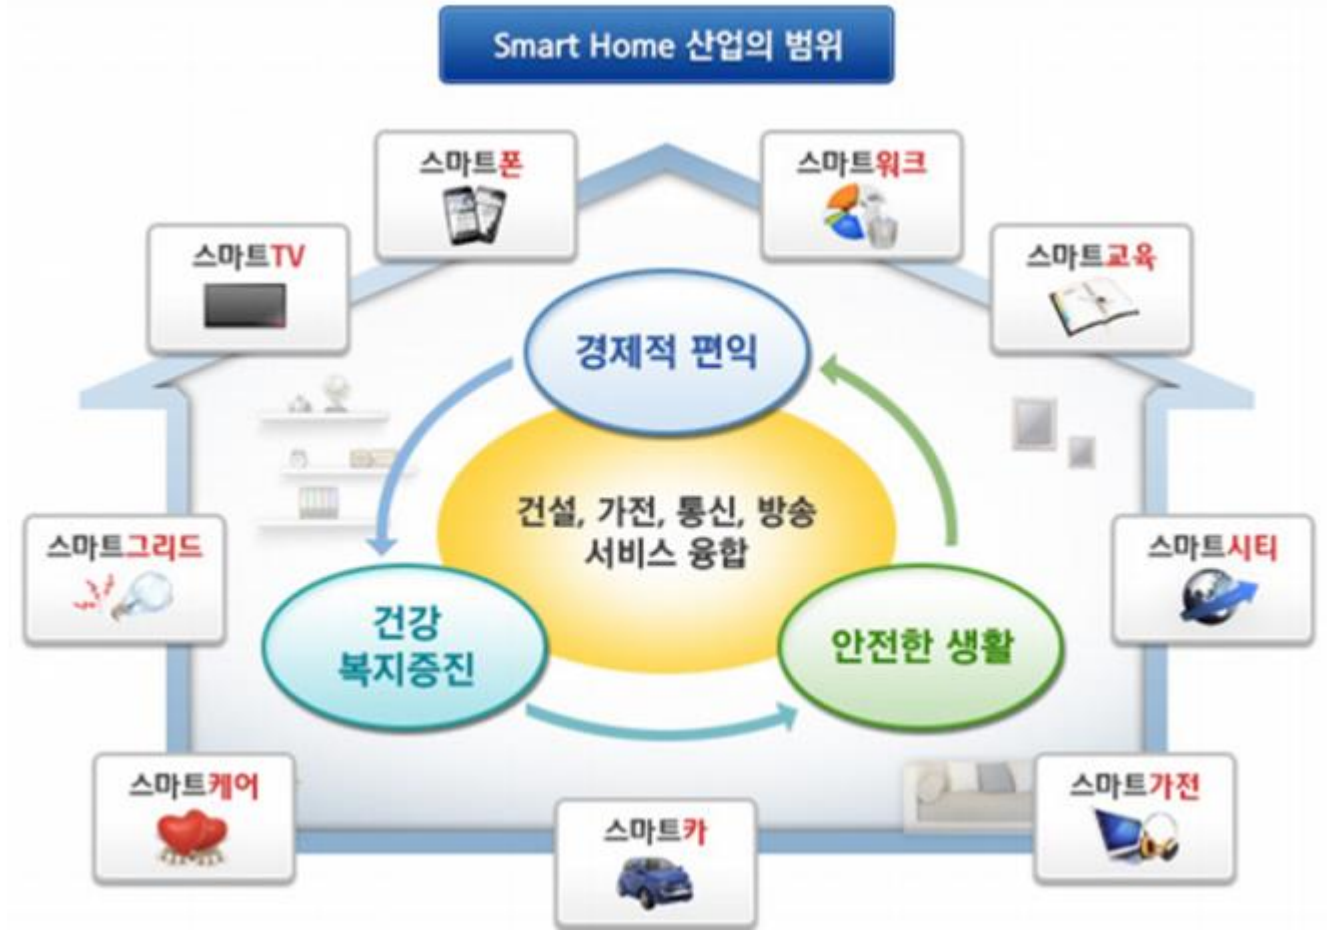 Smart Home 산업의 범위
스마트폰
스마트워크
스마트TV
스마트교육
경제적 편익
건설, 가전, 통신, 방송
서비스 융합
스마트그리드
스마트시티
건강
복지증진
안전한 생활
스마트케어
스마트카
스마트가전